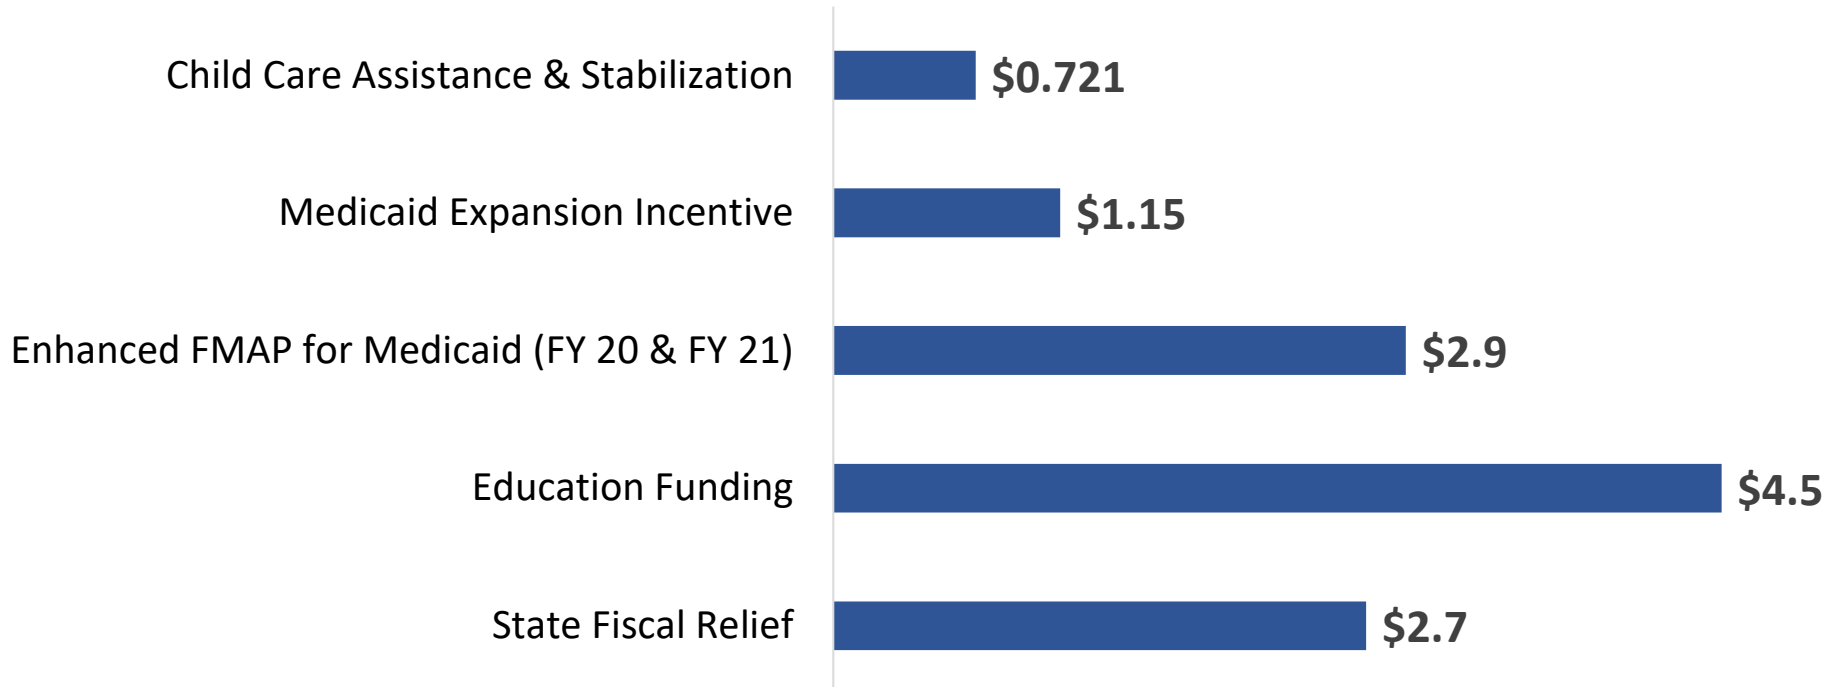 Child Care Assistance & Stabilization $0.721
Medicaid Expansion Incentive $1.15
Enhanced FMAP for Medicaid (FY 20 & FY 21) $2.9
Education Funding $4.5
State Fiscal Relief $2.7